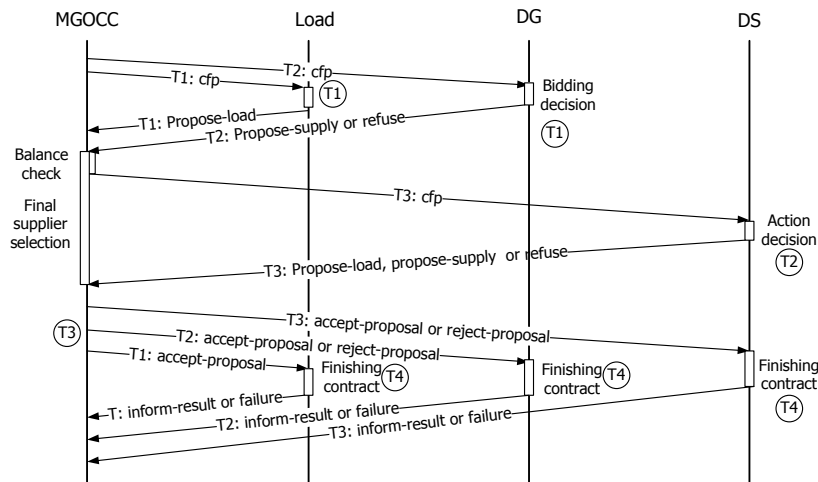 MGOCC
Load
DG
DS
T2: cfp
T1: cfp
T1
Bidding
decision
T1: Propose-load
T2: Propose-supply or refuse
T1
Balance
check
T3: cfp
Final
supplier
selection
Action
decision
T3: Propose-load, propose-supply or refuse
T2
T3: accept-proposal or reject-proposal
T3
T2: accept-proposal or reject-proposal
T1: accept-proposal
Finishing
contract
T4
Finishing
contract
T4
Finishing
contract
T4
T: inform-result or failure
T2: inform-result or failure
T3: inform-result or failure